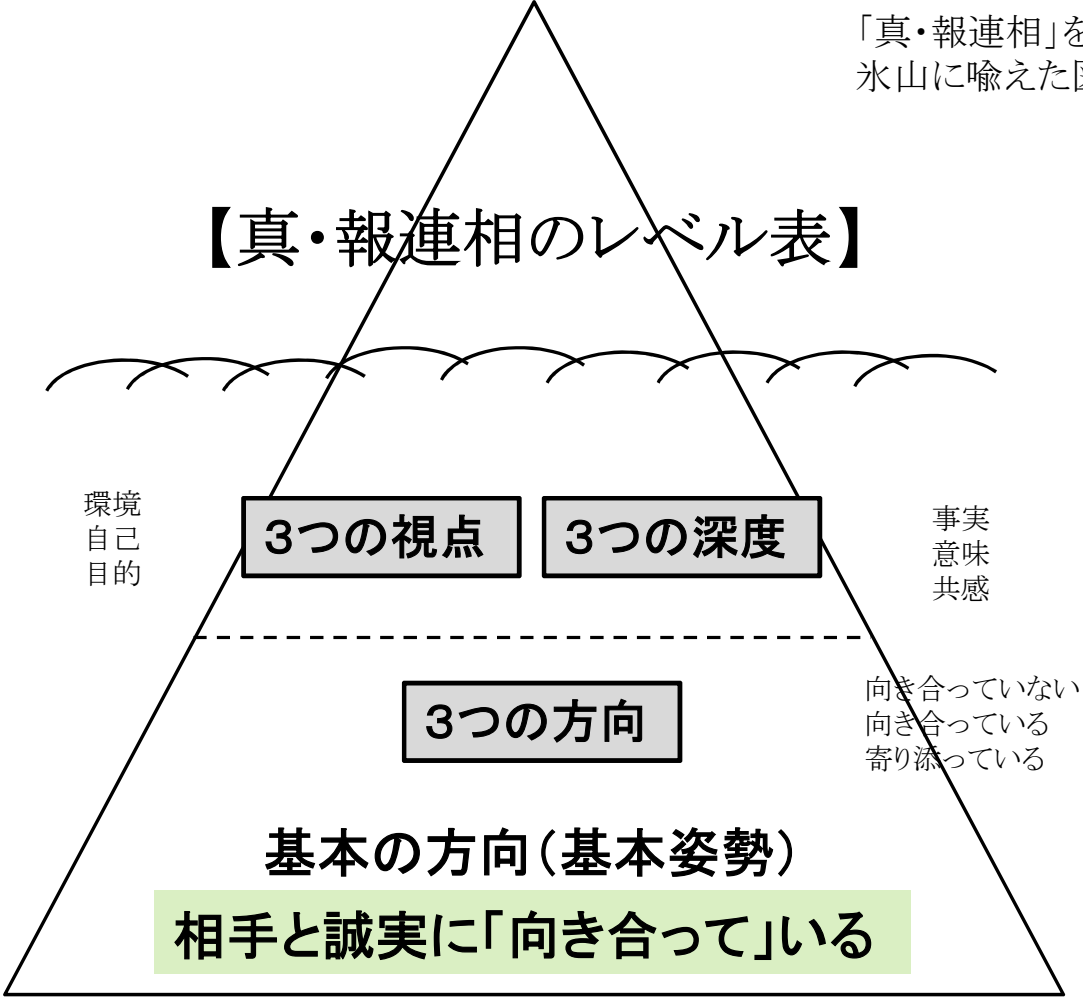 「真・報連相」を
氷山に喩えた
【真・報連相のレベル表】
環境
自己
目的
3つの視点
3つの深度
事実
意味
共感
3つの方向
向き合っていない
向き合っている
寄り添っている
基本の方向(基本姿勢)
相手と誠実に「向き合って」いる